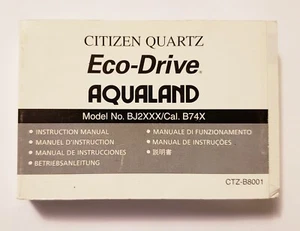 CITIZEN QUARTZ
Eco-Drive®
AQUALAND
Model No. BJ2XXX/Cal. B74X
INSTRUCTION MANUAL
MANUEL D'INSTRUCTION
MANUAL DE INSTRUCCIONES
BETRIEBSANLEITUNG
MANUALE DI FUNZIONAMENTO
MANUAL DE INSTRUÇÕES
説明書
CTZ-B8001